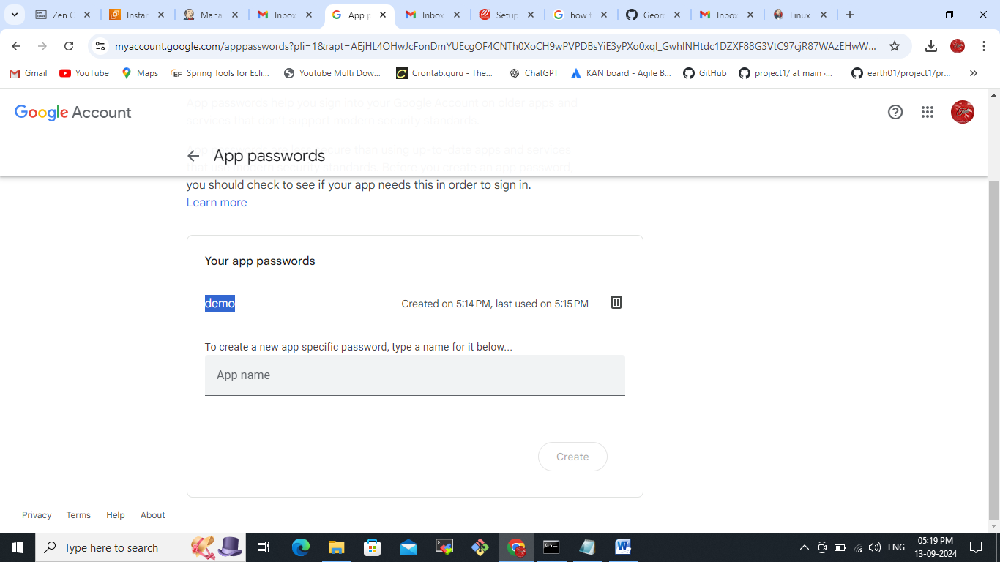 Zen C
Instan
Mana
Inbox
App p
Inbox
Setup
how t
Georg
Inbox
Linux
myaccount.google.com/apppasswords?pli=1&rapt=AEjHL4OHwJcFonDmYUEcgOF4CNTh0XoCH9wPVPDBsYiE3yPXo0xql_GwhlNHtdc1DZXF88G3VtC97cjR87WAzEHwW...
Gmail
YouTube
Maps
Spring Tools for Ecli...
Youtube Multi Dow...
Crontab.guru - The...
ChatGPT
KAN board - Agile B...
GitHub
project1/ at main ·...
earth01/project1/pr...
Google Account
App passwords help you sign into your Google Account on older apps and
services that don't support modern security standards.
App passwords
App passwords are less secure than using up-to-date apps and services
that use modern security standards. Before you create an app password,
you should check to see if your app needs this in order to sign in.
Learn more
Your app passwords
demo
Created on 5:14 PM, last used on 5:15 PM
To create a new app specific password, type a name for it below...
App name
Create
Privacy
Terms
Help
About
Type here to search
ENG
05:19 PM
13-09-2024